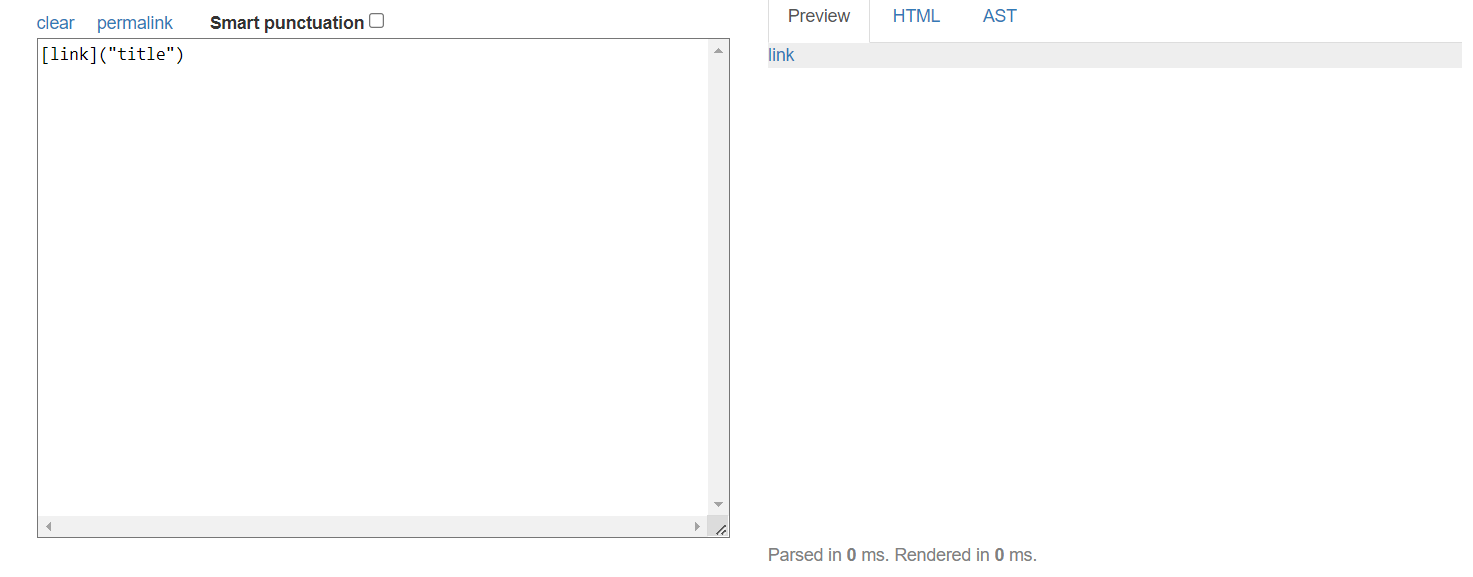 clear permalink Smart punctuation
[link]("title")
Preview HTML AST
link
Parsed in 0 ms. Rendered in 0 ms.